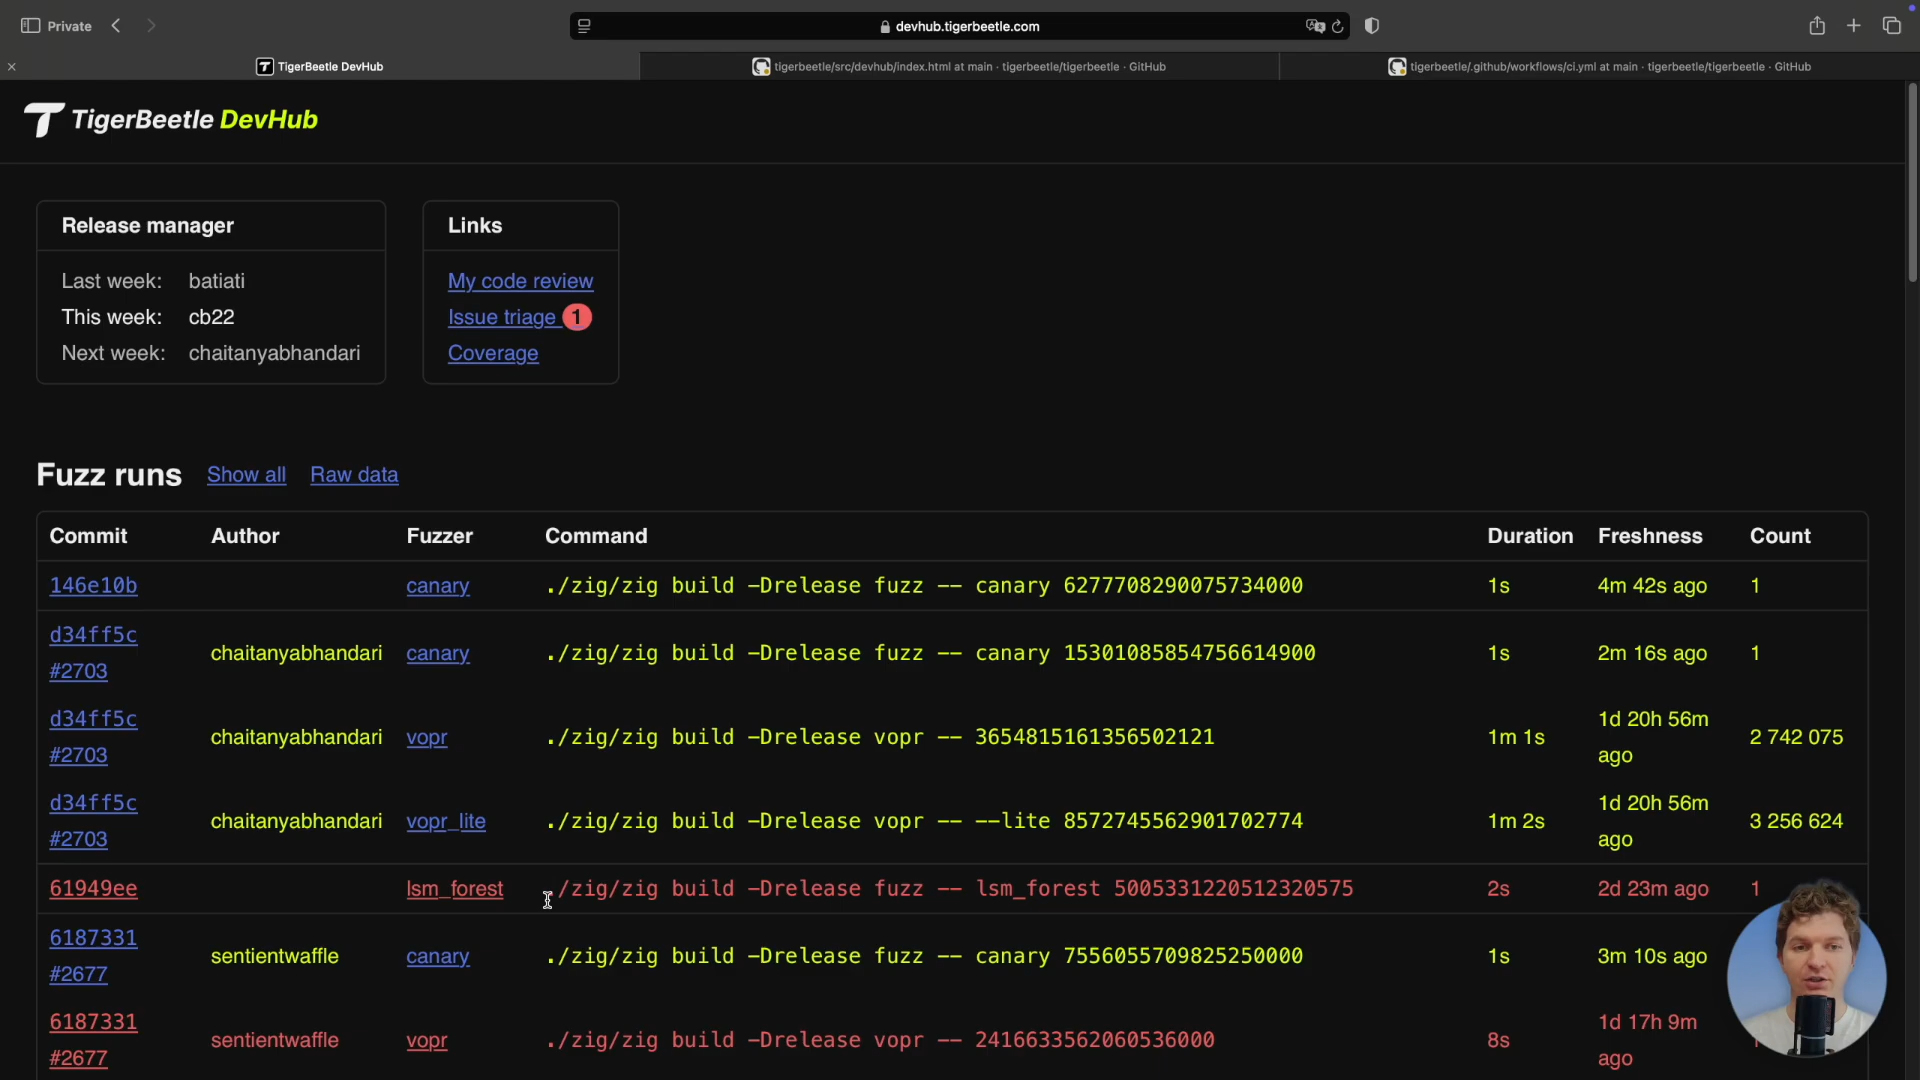 Private
devhub.tigerbeetle.com
TigerBeetle DevHub
tigerbeetle/src/devhub/index.html at main · tigerbeetle/tigerbeetle · GitHub
tigerbeetle/.github/workflows/ci.yml at main · tigerbeetle/tigerbeetle · GitHub
TigerBeetle DevHub
Release manager
Last week: batiati
This week: cb22
Next week: chaitanyabhandari
Links
My code review
Issue triage 1
Coverage
Fuzz runs Show all Raw data
Commit Author Fuzzer Command Duration Freshness Count
146e10b canary ./zig/zig build -Drelease fuzz -- canary 6277708290075734000 1s 4m 42s ago 1
d34ff5c
#2703 chaitanyabhandari canary ./zig/zig build -Drelease fuzz -- canary 15301085854756614900 1s 2m 16s ago 1
d34ff5c
#2703 chaitanyabhandari vopr ./zig/zig build -Drelease vopr -- 3654815161356502121 1m 1s 1d 20h 56m ago 2 742 075
d34ff5c
#2703 chaitanyabhandari vopr_lite ./zig/zig build -Drelease vopr -- --lite 8572745562901702774 1m 2s 1d 20h 56m ago 3 256 624
61949ee lsm_forest ./zig/zig build -Drelease fuzz -- lsm_forest 5005331220512320575 2s 2d 23m ago 1
6187331
#2677 sentientwaffle canary ./zig/zig build -Drelease fuzz -- canary 7556055709825250000 1s 3m 10s ago
6187331
#2677 sentientwaffle vopr ./zig/zig build -Drelease vopr -- 2416633562060536000 8s 1d 17h 9m ago